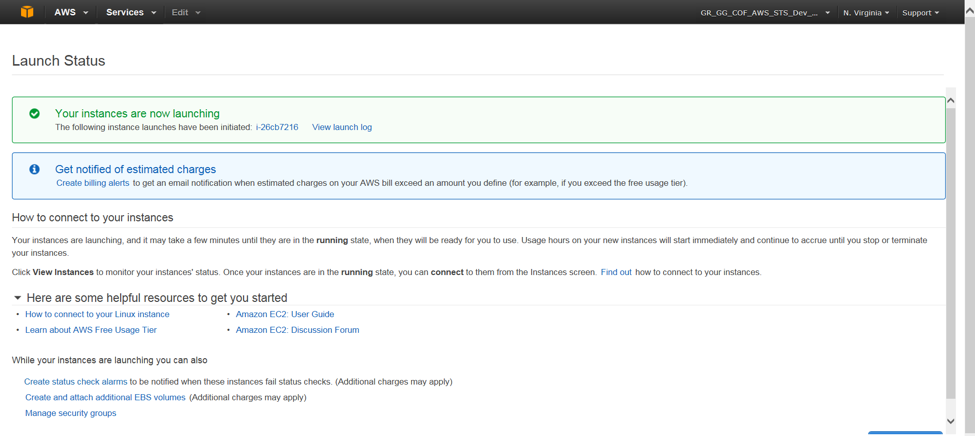 AWS Services Edit GR_GG_COF_AWS_STS_Dev_... N. Virginia Support
Launch Status
Your instances are now launching
The following instance launches have been initiated: i-26cb7216 View launch log
Get notified of estimated charges
Create billing alerts to get an email notification when estimated charges on your AWS bill exceed an amount you define (for example, if you exceed the free usage tier).
How to connect to your instances
Your instances are launching, and it may take a few minutes until they are in the running state, when they will be ready for you to use. Usage hours on your new instances will start immediately and continue to accrue until you stop or terminate
your instances.
Click View Instances to monitor your instances' status. Once your instances are in the running state, you can connect to them from the Instances screen. Find out how to connect to your instances.
Here are some helpful resources to get you started
• How to connect to your Linux instance • Amazon EC2: User Guide
• Learn about AWS Free Usage Tier • Amazon EC2: Discussion Forum
While your instances are launching you can also
Create status check alarms to be notified when these instances fail status checks. (Additional charges may apply)
Create and attach additional EBS volumes (Additional charges may apply)
Manage security groups